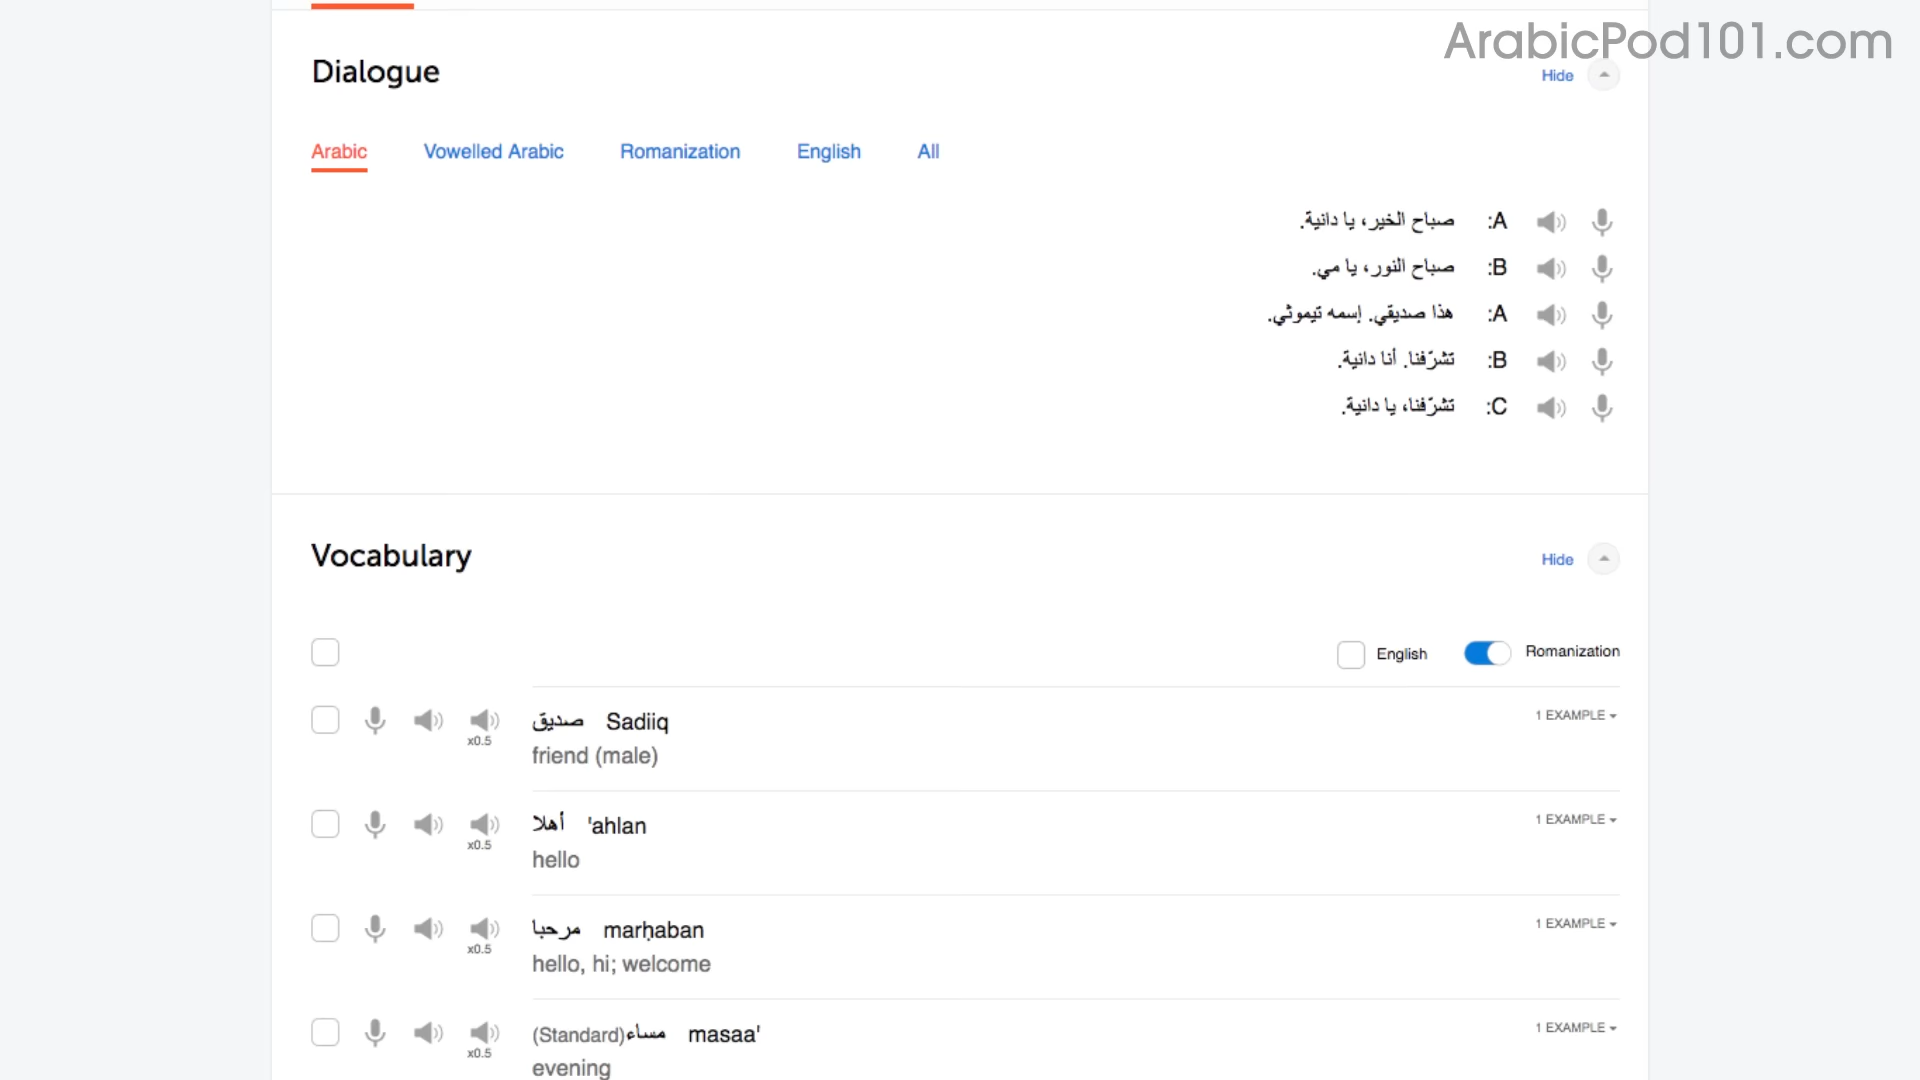 ArabicPod101.com
Dialogue
Hide
Arabic Vowelled Arabic Romanization English All
A: صباح الخير، يا دانية.
B: صباح النور، يا مي.
A: هذا صديقي. إسمه تيموثي.
B: تشرّفنا. أنا دانية.
C: تشرّفنا، يا دانية.
Vocabulary
Hide
English Romanization
صديق Sadiiq
1 EXAMPLE
friend (male)
x0.5
أهلا 'ahlan
1 EXAMPLE
hello
x0.5
مرحبا marḥaban
1 EXAMPLE
hello, hi; welcome
x0.5
(Standard)مساء masaa'
1 EXAMPLE
evening
x0.5